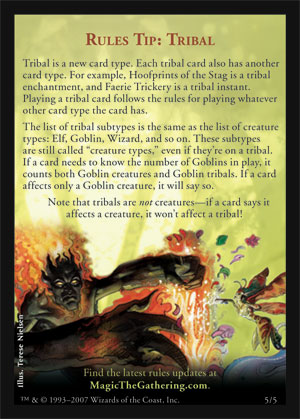 RULES TIP: TRIBAL
Tribal is a new card type. Each tribal card also has another
card type. For example, Hoofprints of the Stag is a tribal
enchantment, and Faerie Trickery is a tribal instant.
Playing a tribal card follows the rules for playing whatever
other card type the card has.
The list of tribal subtypes is the same as the list of creature
types: Elf, Goblin, Wizard, and so on. These subtypes
are still called “creature types,” even if they’re on a tribal.
If a card needs to know the number of Goblins in play, it
counts both Goblin creatures and Goblin tribals. If a card
affects only a Goblin creature, it will say so.
Note that tribals are not creatures—if a card says it
affects a creature, it won’t affect a tribal!
Illus. Terese Nielsen
Find the latest rules updates at
MAGICTHEGATHERING.COM.
™ & © 1993–2007 Wizards of the Coast, Inc.
5/5